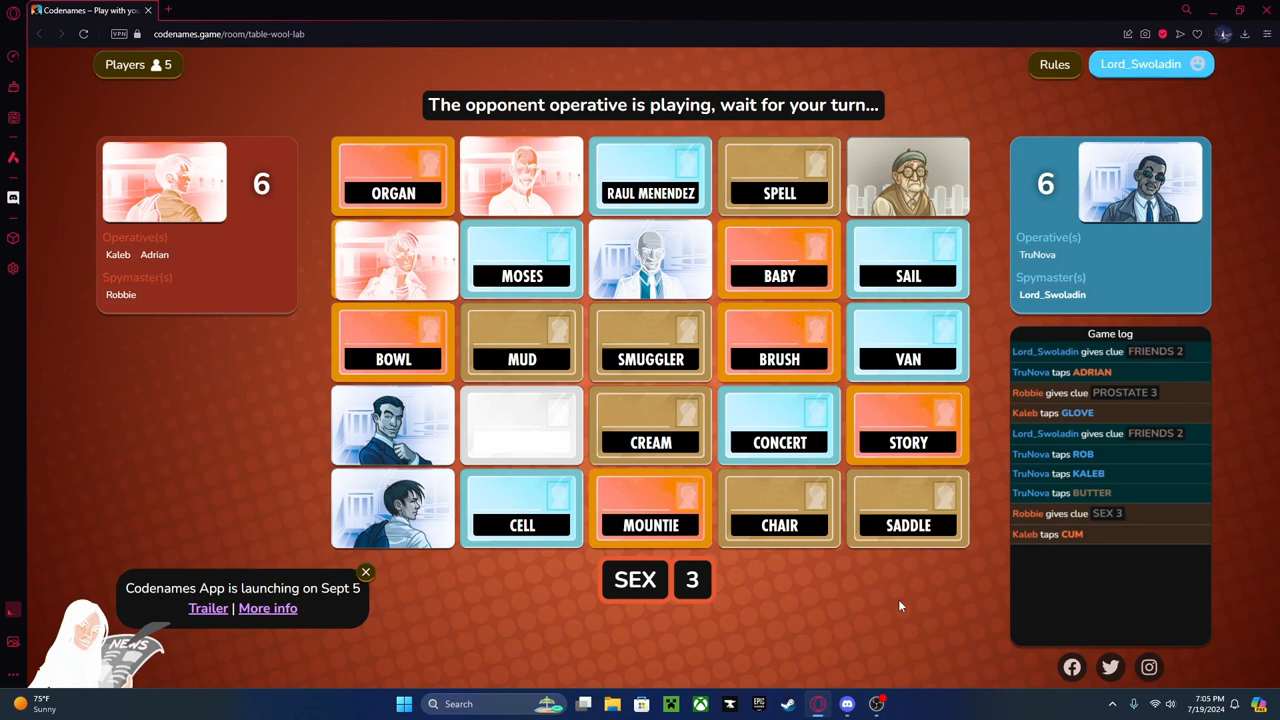 Codenames – Play with you
VPN
codenames.game/room/table-wool-lab
Players 5
Rules
Lord_Swoladin
The opponent operative is playing, wait for your turn...
6
Operative(s)
Kaleb Adrian
Spymaster(s)
Robbie
ORGAN
RAUL MENENDEZ
SPELL
MOSES
BABY
SAIL
BOWL
MUD
SMUGGLER
BRUSH
VAN
CREAM
CONCERT
STORY
CELL
MOUNTIE
CHAIR
SADDLE
SEX 3
6
Operative(s)
TruNova
Spymaster(s)
Lord_Swoladin
Game log
Lord_Swoladin gives clue FRIENDS 2
TruNova taps ADRIAN
Robbie gives clue PROSTATE 3
Kaleb taps GLOVE
Lord_Swoladin gives clue FRIENDS 2
TruNova taps ROB
TruNova taps KALEB
TruNova taps BUTTER
Robbie gives clue SEX 3
Kaleb taps CUM
Codenames App is launching on Sept 5
Trailer | More info
NEWS
75°F
Sunny
Search
EPIC
7:05 PM
7/19/2024